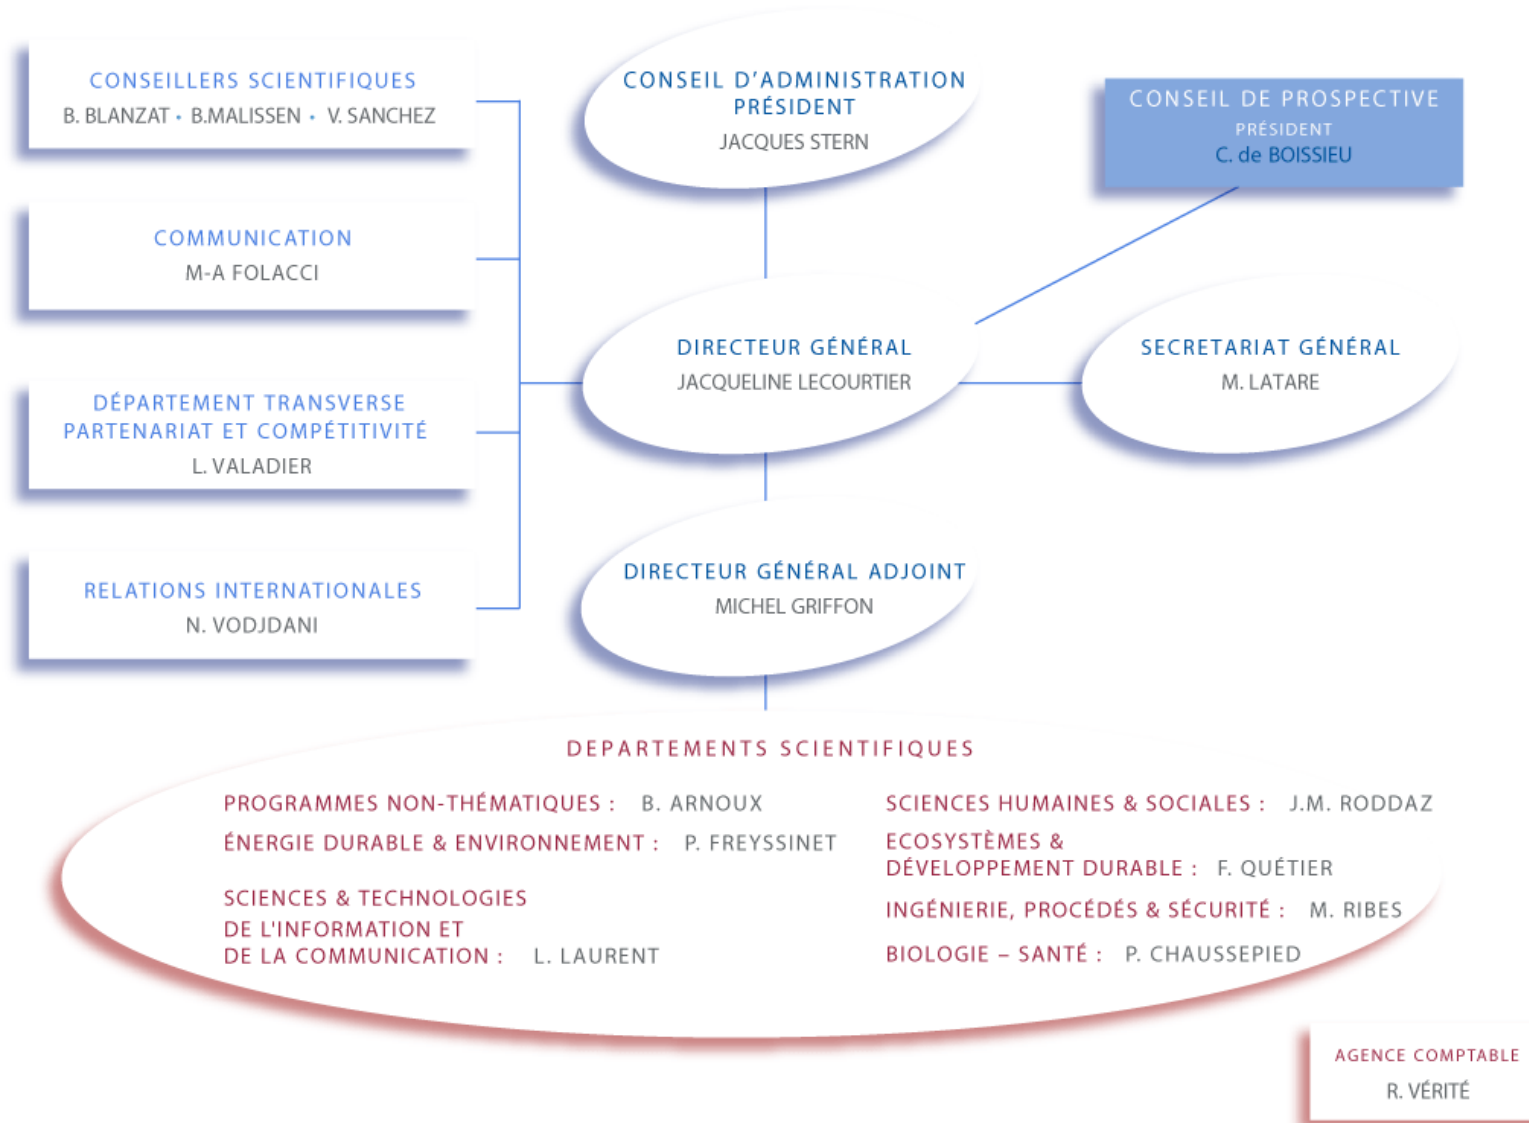 CONSEILLERS SCIENTIFIQUES
B. BLANZAT • B.MALISSEN • V. SANCHEZ
CONSEIL D'ADMINISTRATION
PRÉSIDENT
JACQUES STERN
CONSEIL DE PROSPECTIVE
PRÉSIDENT
C. de BOISSIEU
COMMUNICATION
M-A FOLACCI
DIRECTEUR GÉNÉRAL
JACQUELINE LECOURTIER
SECRETARIAT GÉNÉRAL
M. LATARE
DÉPARTEMENT TRANSVERSE
PARTENARIAT ET COMPÉTITIVITÉ
L. VALADIER
RELATIONS INTERNATIONALES
N. VODJDANI
DIRECTEUR GÉNÉRAL ADJOINT
MICHEL GRIFFON
DEPARTEMENTS SCIENTIFIQUES
PROGRAMMES NON-THÉMATIQUES : B. ARNOUX
ÉNERGIE DURABLE & ENVIRONNEMENT : P. FREYSSINET
SCIENCES & TECHNOLOGIES
DE L'INFORMATION ET
DE LA COMMUNICATION : L. LAURENT
SCIENCES HUMAINES & SOCIALES : J.M. RODDAZ
ECOSYSTÈMES &
DÉVELOPPEMENT DURABLE : F. QUÉTIER
INGÉNIERIE, PROCÉDÉS & SÉCURITÉ : M. RIBES
BIOLOGIE – SANTÉ : P. CHAUSSEPIED
AGENCE COMPTABLE
R. VÉRITÉ